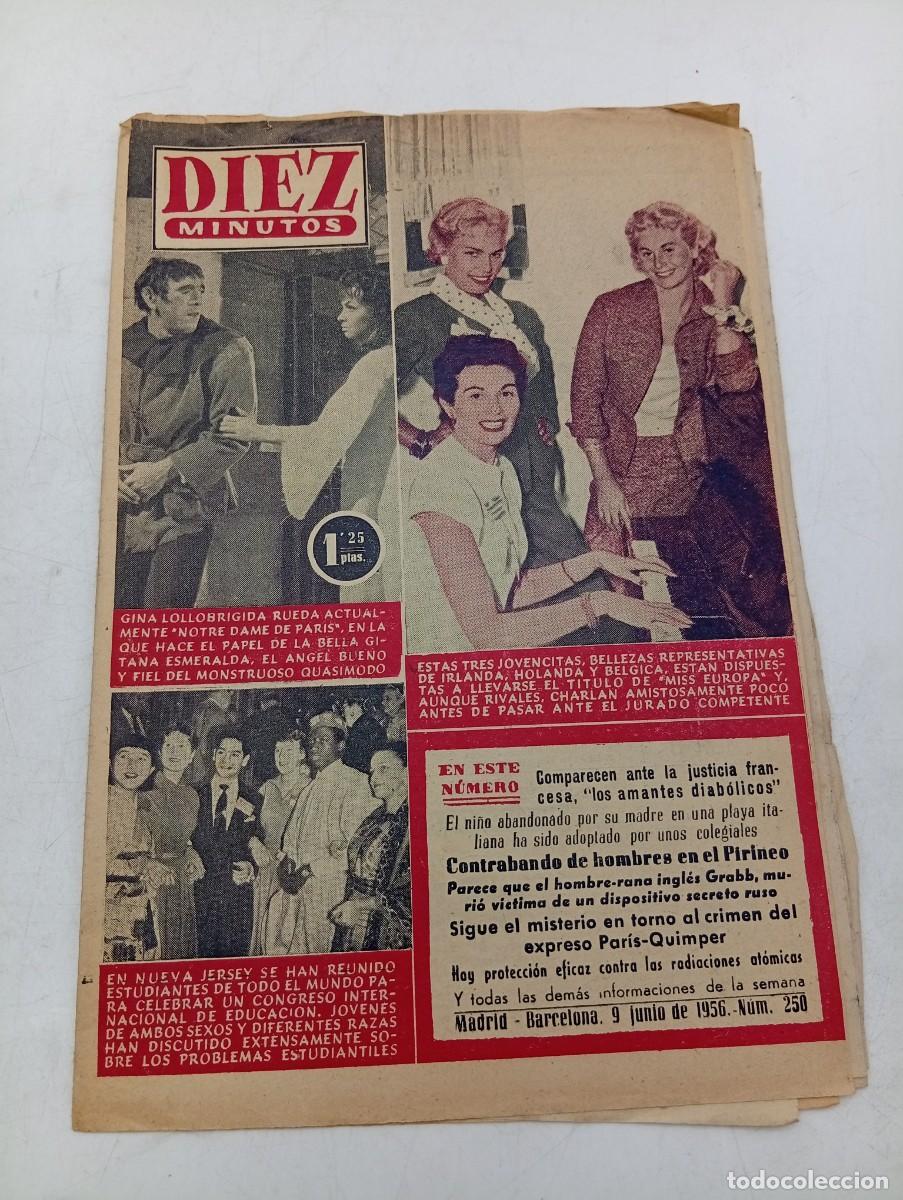 DIEZ
MINUTOS
1'25
ptas.
GINA LOLLOBRIGIDA RUEDA ACTUAL-
MENTE "NOTRE DAME DE PARIS", EN LA
QUE HACE EL PAPEL DE LA BELLA GI-
TANA ESMERALDA, EL ANGEL BUENO
Y FIEL DEL MONSTRUOSO QUASIMODO
ESTAS TRES JOVENCITAS, BELLEZAS REPRESENTATIVAS
DE IRLANDA, HOLANDA Y BELGICA, ESTAN DISPUES-
TAS A LLEVARSE EL TITULO DE "MISS EUROPA" Y,
AUNQUE RIVALES, CHARLAN AMISTOSAMENTE POCO
ANTES DE PASAR ANTE EL JURADO COMPETENTE
EN NUEVA JERSEY SE HAN REUNIDO
ESTUDIANTES DE TODO EL MUNDO PA-
RA CELEBRAR UN CONGRESO INTER-
NACIONAL DE EDUCACION. JOVENES
DE AMBOS SEXOS Y DIFERENTES RAZAS
HAN DISCUTIDO EXTENSAMENTE SO-
BRE LOS PROBLEMAS ESTUDIANTILES
EN ESTE
NÚMERO
Comparecen ante la justicia fran-
cesa, "los amantes diabólicos"
El niño abandonado por su madre en una playa ita-
liana ha sido adoptado por unos colegiales
Contrabando de hombres en el Pirineo
Parece que el hombre-rana inglés Grabb, mu-
rió víctima de un dispositivo secreto ruso
Sigue el misterio en torno al crimen del
expreso París-Quimper
Hay protección eficaz contra las radiaciones atómicas
Y todas las demás informaciones de la semana
Madrid - Barcelona. 9 junio de 1956.-Núm. 250
todocoleccion